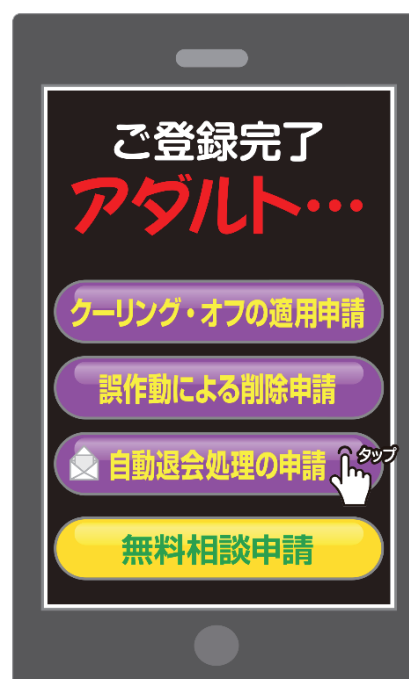 ご登録完了
アダルト…
クーリング・オフの適用申請
誤作動による削除申請
自動退会処理の申請
タップ
無料相談申請